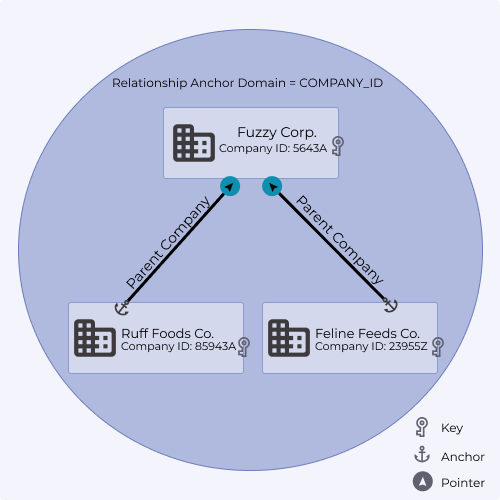 Relationship Anchor Domain = COMPANY_ID
Fuzzy Corp.
Company ID: 5643A
Parent Company
Parent Company
Ruff Foods Co.
Company ID: 85943A
Feline Feeds Co.
Company ID: 23955Z
Key
Anchor
Pointer